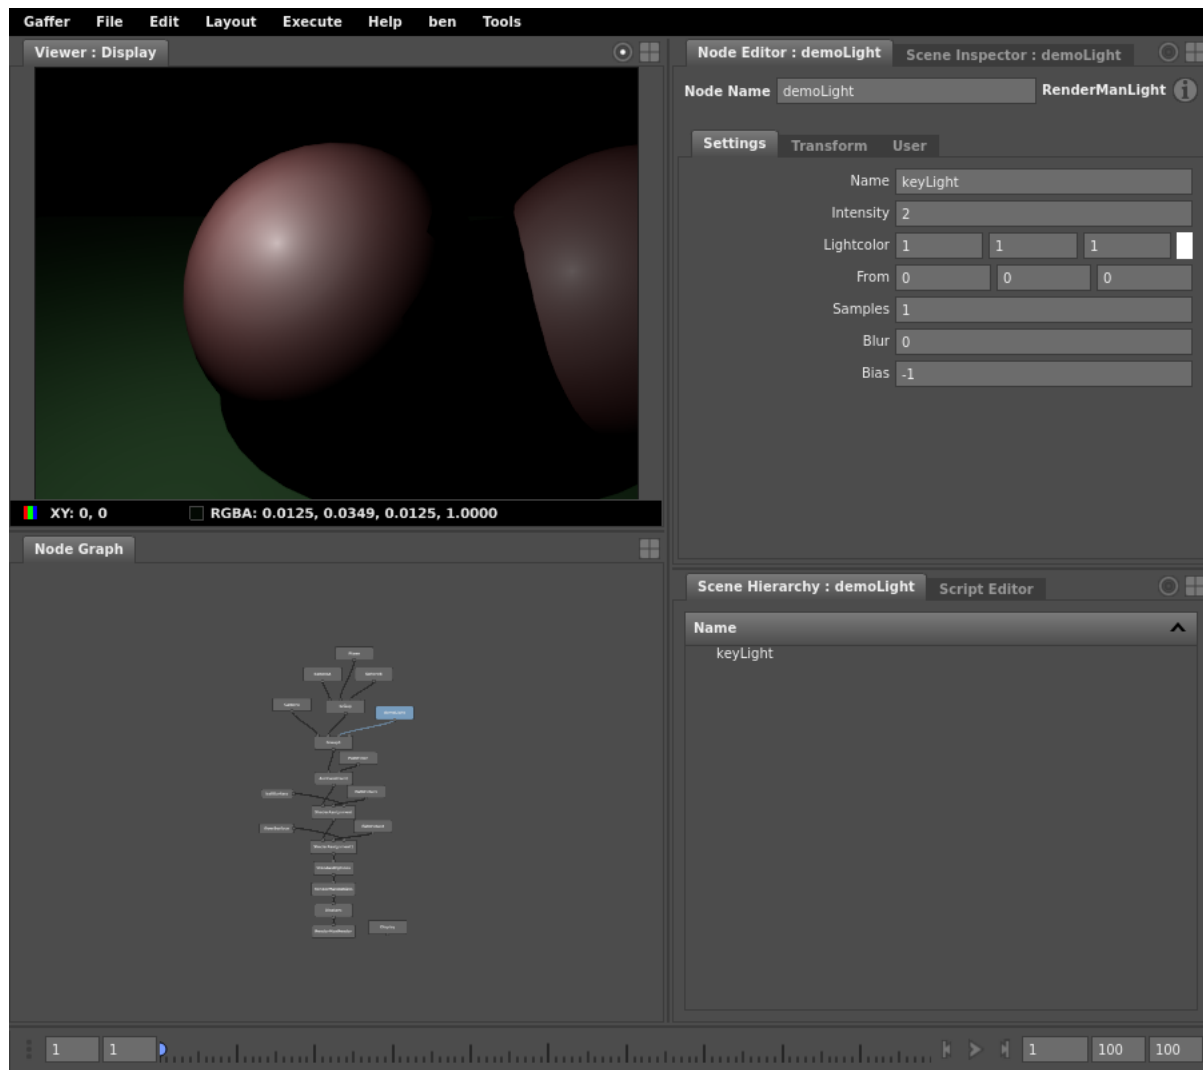 Gaffer File Edit Layout Execute Help ben Tools
Viewer : Display
XY: 0, 0 RGBA: 0.0125, 0.0349, 0.0125, 1.0000
Node Graph
Plane
Display
Node Editor : demoLight Scene Inspector : demoLight
Node Name demoLight RenderManLight
Settings Transform User
Name keyLight
Intensity 2
Lightcolor 1 1 1
From 0 0 0
Samples 1
Blur 0
Bias -1
Scene Hierarchy : demoLight Script Editor
Name
keyLight
1 1 1 100 100